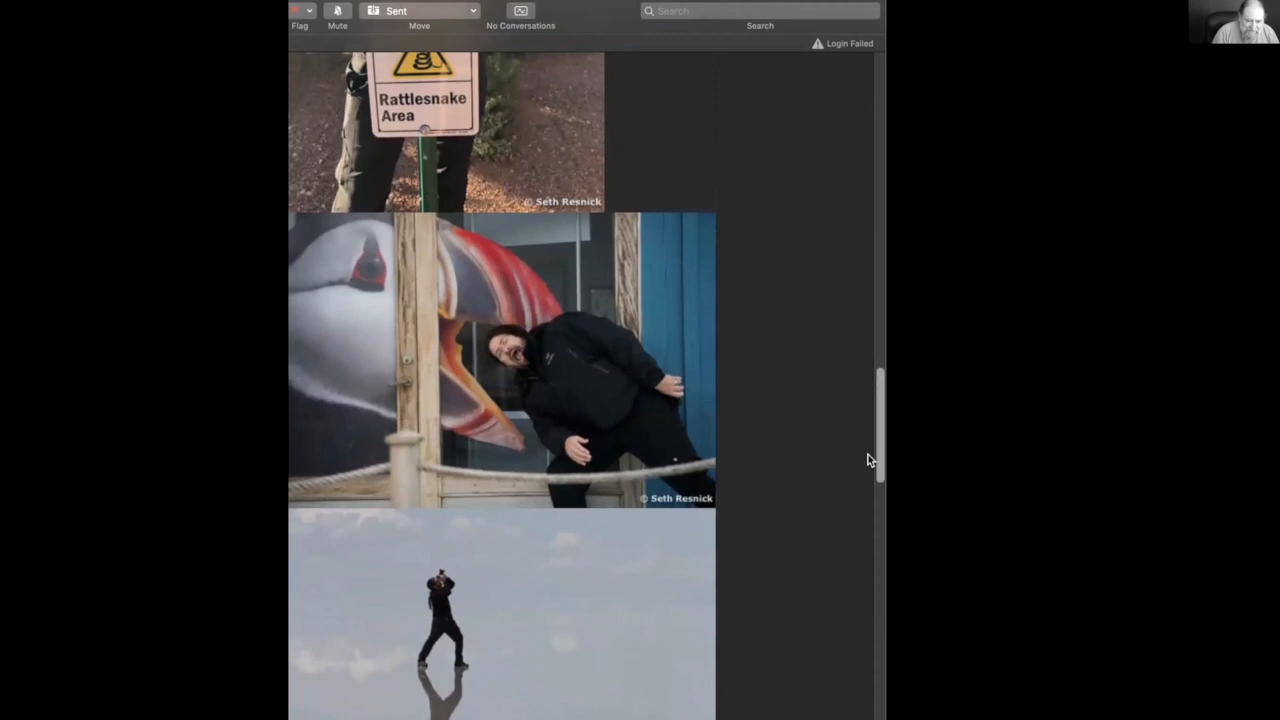 Sent
Search
Flag
Mute
Move
No Conversations
Search
Login Failed
Rattlesnake
Area
© Seth Resnick
© Seth Resnick